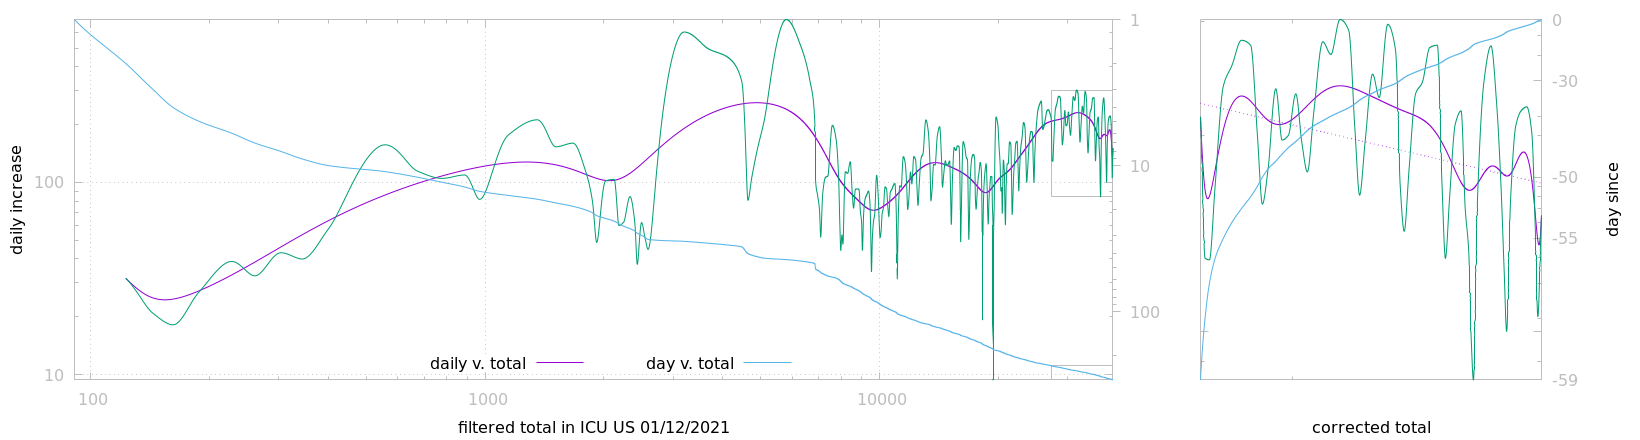 1
0
-30
daily increase
100
10
-50
day since
-55
100
10
daily v. total
day v. total
-59
100
1000
10000
filtered total in ICU US 01/12/2021
corrected total